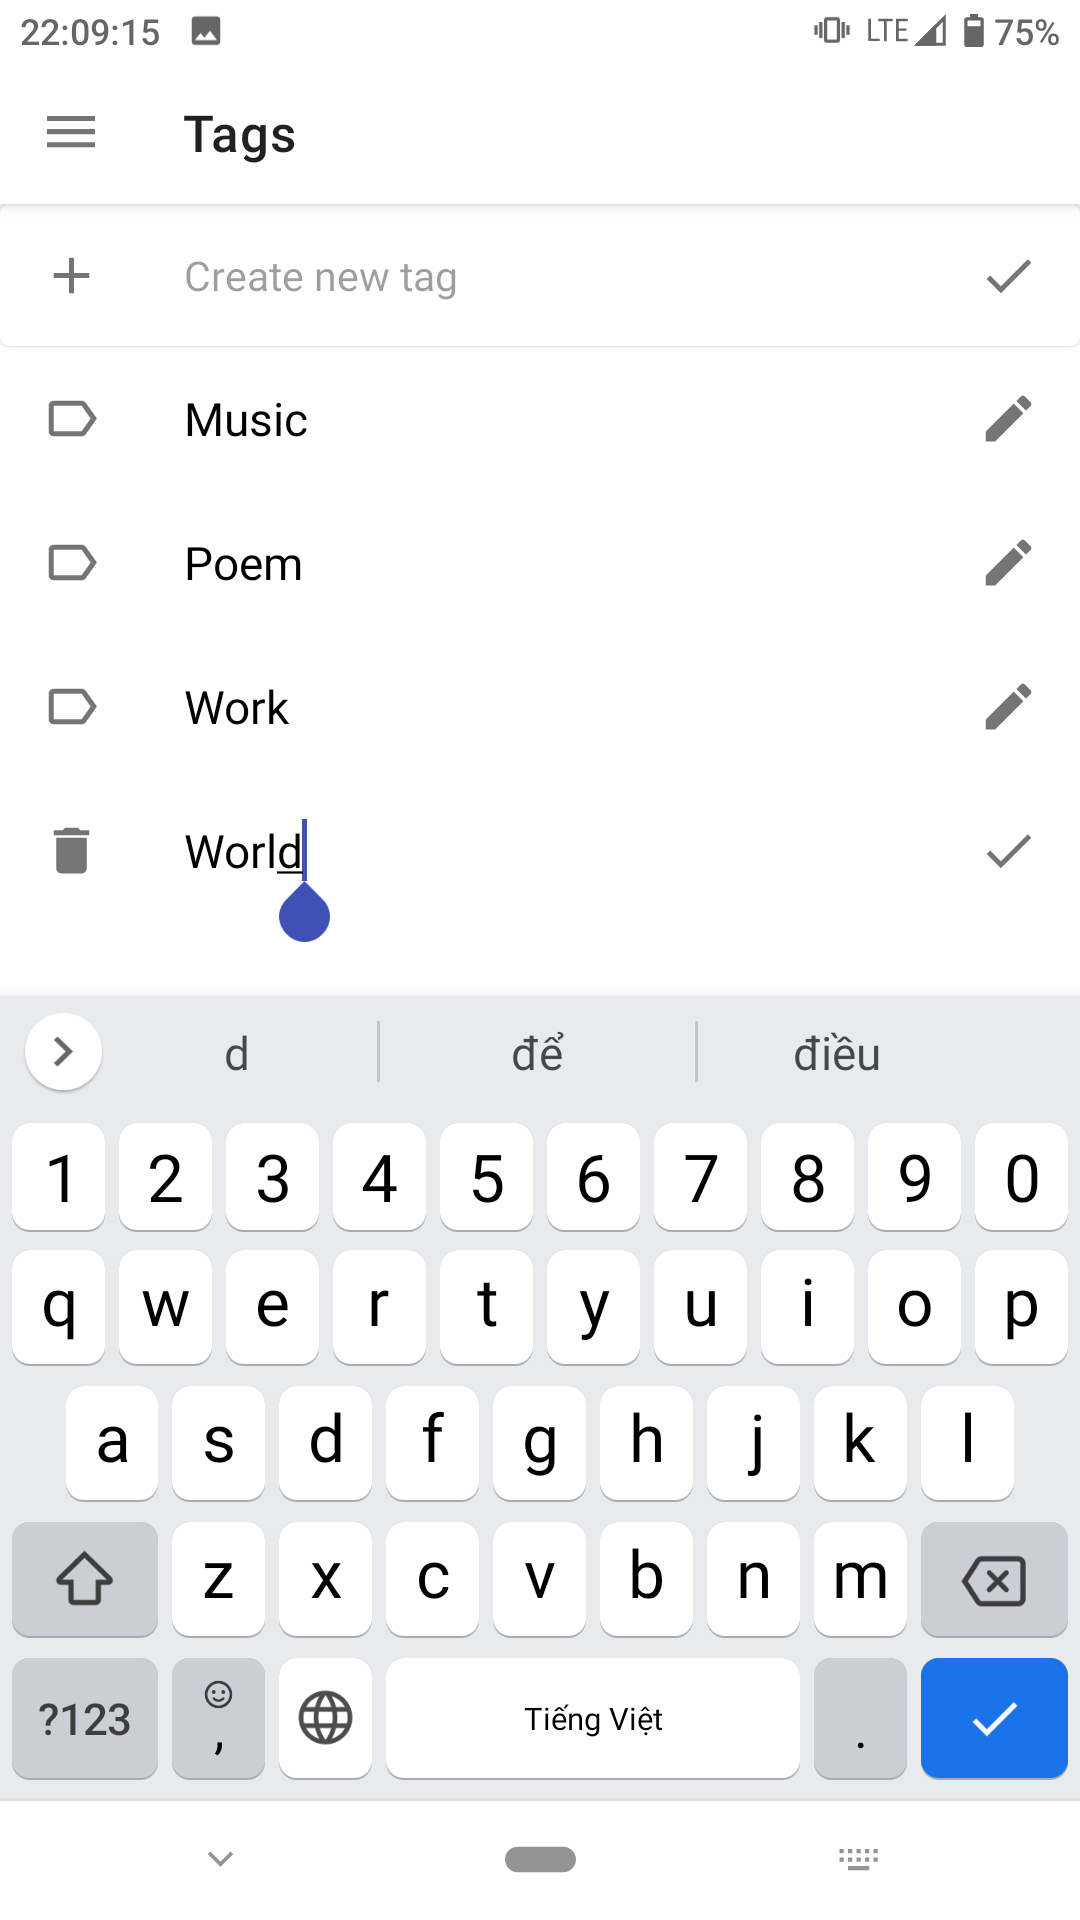 22:09:15 LTE 75%
Tags
Create new tag
Music
Poem
Work
World
d để điều
1 2 3 4 5 6 7 8 9 0
q w e r t y u i o p
a s d f g h j k l
z x c v b n m
?123 , Tiếng Việt .